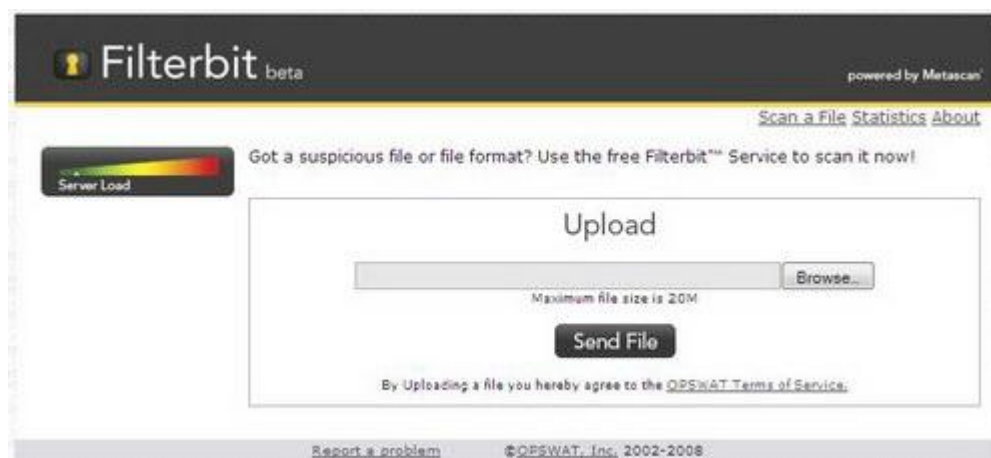 Filterbit beta
powered by Metascan
Scan a File Statistics About
Server Load
Got a suspicious file or file format? Use the free Filterbit™ Service to scan it now!
Upload
Browse...
Maximum file size is 20M
Send File
By Uploading a file you hereby agree to the OPSWAT Terms of Service.
Report a problem ©OPSWAT, Inc. 2002-2008